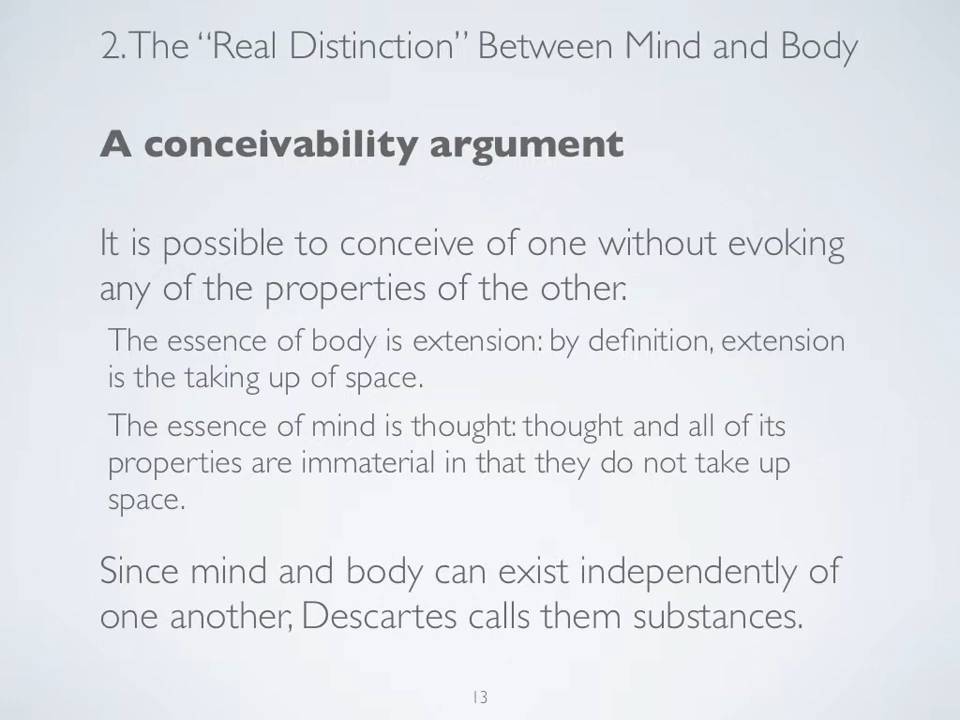 2. The “Real Distinction” Between Mind and Body
A conceivability argument
It is possible to conceive of one without evoking
any of the properties of the other.
The essence of body is extension: by definition, extension
is the taking up of space.
The essence of mind is thought: thought and all of its
properties are immaterial in that they do not take up
space.
Since mind and body can exist independently of
one another, Descartes calls them substances.
13